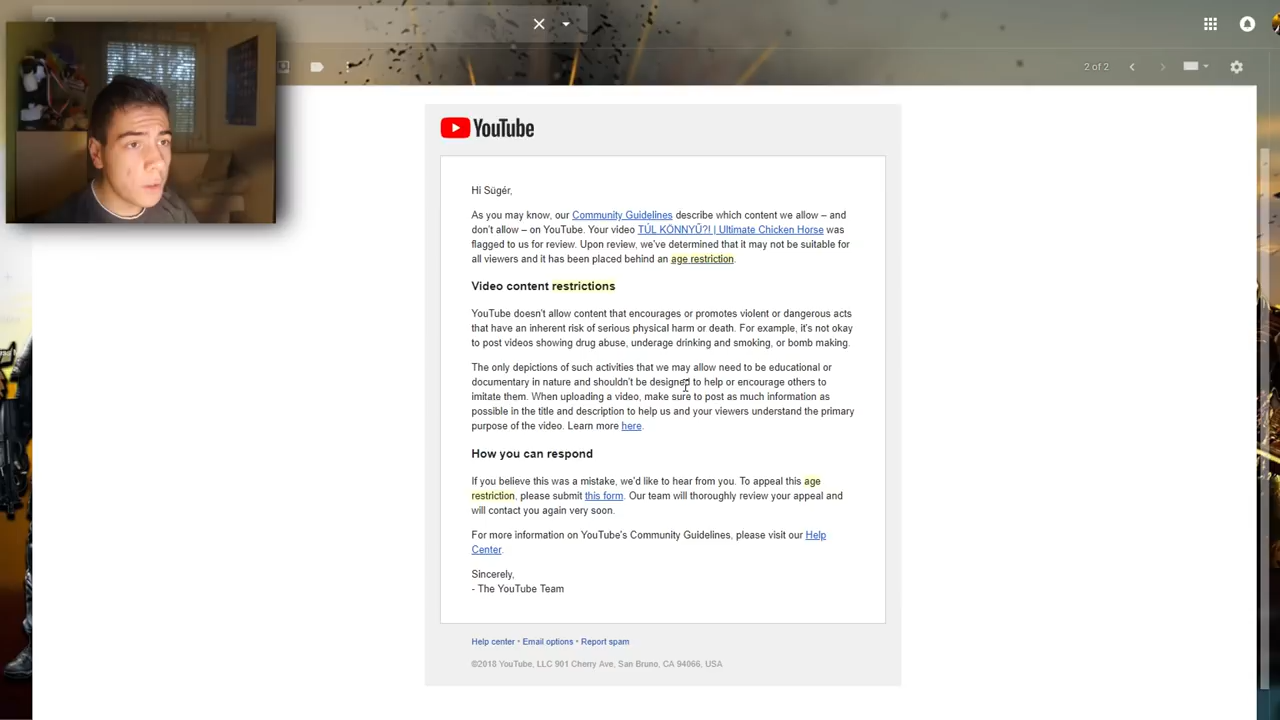 2 of 2
YouTube
Hi Sügér,
As you may know, our Community Guidelines describe which content we allow – and
don't allow – on YouTube. Your video TÚL KÖNNYŰ?! | Ultimate Chicken Horse was
flagged to us for review. Upon review, we've determined that it may not be suitable for
all viewers and it has been placed behind an age restriction.
Video content restrictions
YouTube doesn't allow content that encourages or promotes violent or dangerous acts
that have an inherent risk of serious physical harm or death. For example, it's not okay
to post videos showing drug abuse, underage drinking and smoking, or bomb making.
The only depictions of such activities that we may allow need to be educational or
documentary in nature and shouldn't be designed to help or encourage others to
imitate them. When uploading a video, make sure to post as much information as
possible in the title and description to help us and your viewers understand the primary
purpose of the video. Learn more here.
How you can respond
If you believe this was a mistake, we'd like to hear from you. To appeal this age
restriction, please submit this form. Our team will thoroughly review your appeal and
will contact you again very soon.
For more information on YouTube's Community Guidelines, please visit our Help
Center.
Sincerely,
- The YouTube Team
Help center • Email options • Report spam
©2018 YouTube, LLC 901 Cherry Ave, San Bruno, CA 94066, USA